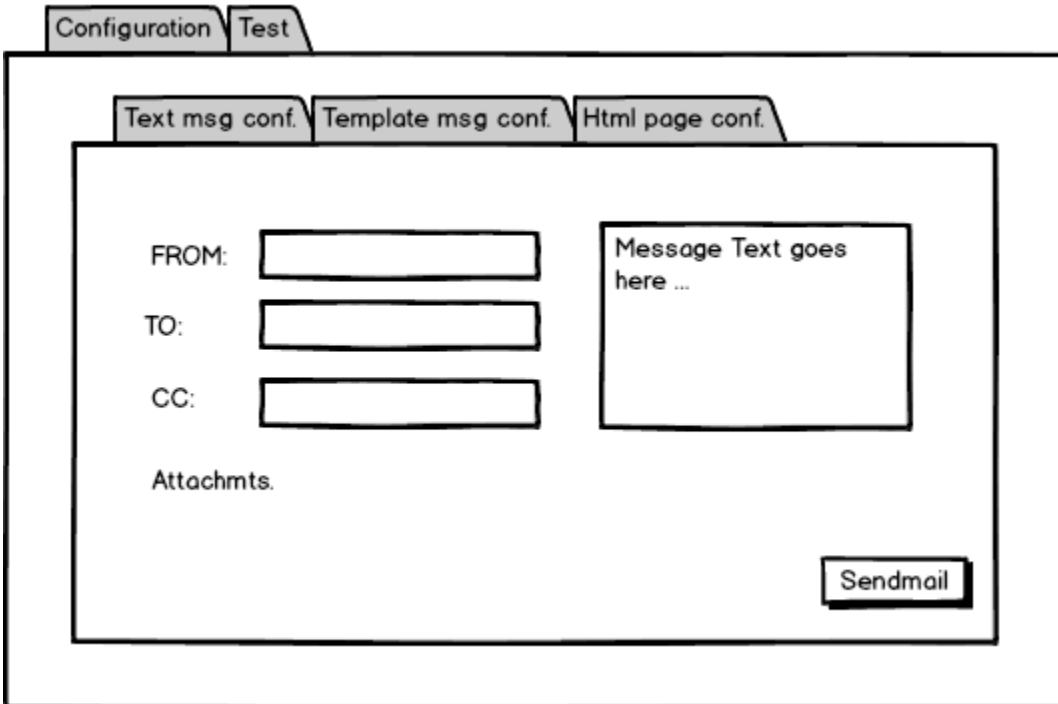 Configuration Test
Text msg conf. Template msg conf. Html page conf.
FROM:
Message Text goes
here ...
TO:
CC:
Attachmts.
Sendmail